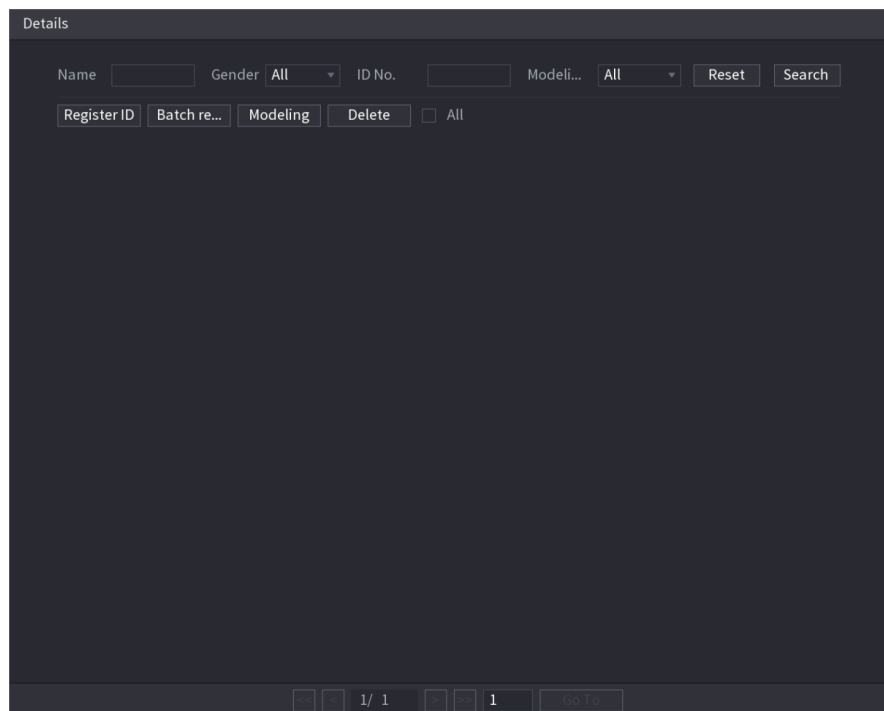 Details
Name Gender All ID No. Modeli... All Reset Search
Register ID Batch re... Modeling Delete All
<< < 1/ 1 > >> 1 Go To